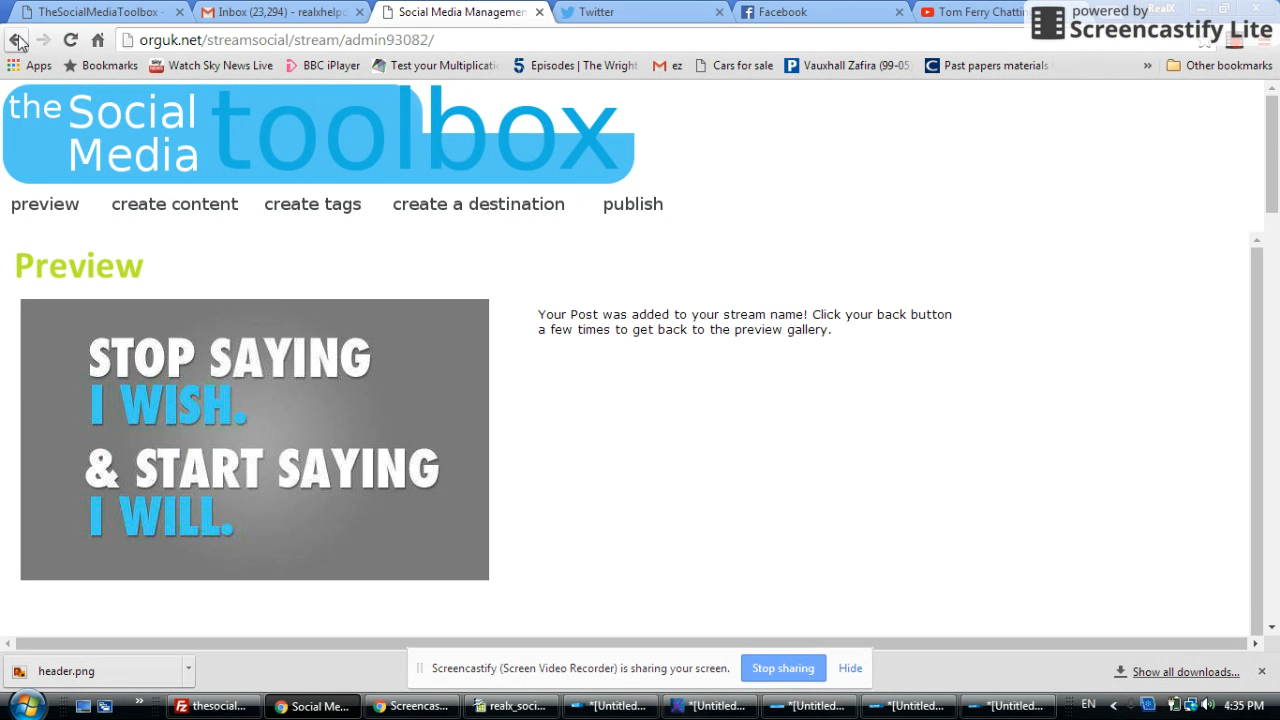 TheSocialMediaToolbox -
Inbox (23,294) - realxhelpc
Social Media Managemen
Twitter
Facebook
Tom Ferry Chattin
RealX
powered by
Screencastify Lite
orguk.net/streamsocial/stream/admin93082/
Apps
Bookmarks
Watch Sky News Live
BBC iPlayer
Test your Multiplicatio
Episodes | The Wright
ez
Cars for sale
Vauxhall Zafira (99-05)
Past papers materials
Other bookmarks
the Social Media toolbox
preview
create content
create tags
create a destination
publish
Preview
STOP SAYING
I WISH.
& START SAYING
I WILL.
Your Post was added to your stream name! Click your back button
a few times to get back to the preview gallery.
header.png
Screencastify (Screen Video Recorder) is sharing your screen.
Stop sharing
Hide
Show all downloads...
thesocial...
Social Me...
Screencas...
realx_soci...
*[Untitled...
*[Untitled...
*[Untitled...
*[Untitled...
*[Untitled...
EN
4:35 PM